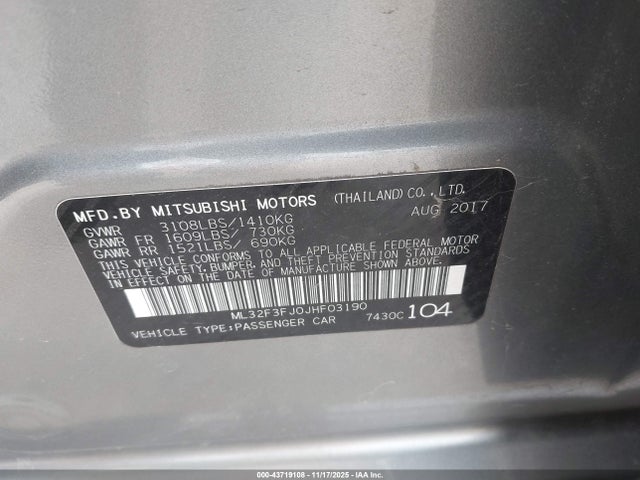 MFD.BY MITSUBISHI MOTORS (THAILAND)CO.,LTD.
GVWR 3108LBS/1410KG AUG 2017
GAWR FR 1609LBS/ 730KG
GAWR RR 1521LBS/ 690KG
THIS VEHICLE CONFORMS TO ALL APPLICABLE FEDERAL MOTOR
VEHICLE SAFETY,BUMPER,AND THEFT PREVENTION STANDARDS
IN EFFECT ON THE DATE OF MANUFACTURE SHOWN ABOVE.
ML32F3FJ0JHF03190
VEHICLE TYPE:PASSENGER CAR 7430C 104
000-43719108 - 11/17/2025 - © IAA Inc.